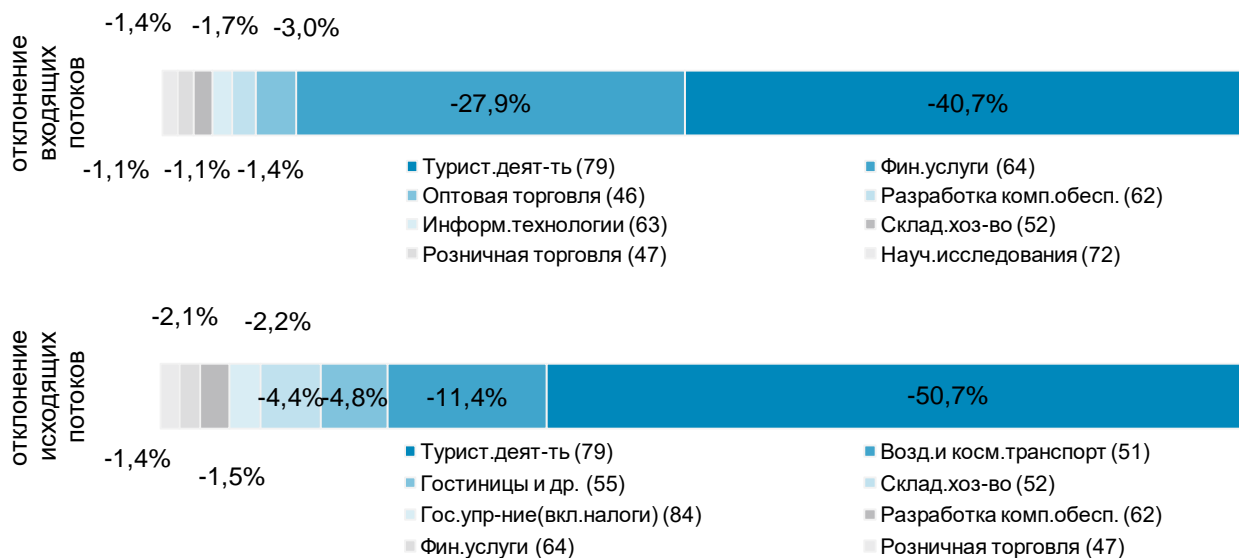 отклонение
входящих
потоков
-1,4% -1,7% -3,0%
-27,9% -40,7%
-1,1% -1,1% -1,4%
Турист.деят-ть (79) Фин.услуги (64)
Оптовая торговля (46) Разработка комп.обесп. (62)
Информ.технологии (63) Склад.хоз-во (52)
Розничная торговля (47) Науч.исследования (72)
отклонение
исходящих
потоков
-2,1% -2,2%
-4,4% -4,8% -11,4% -50,7%
-1,4%
-1,5%
Турист.деят-ть (79) Возд.и косм.транспорт (51)
Гостиницы и др. (55) Склад.хоз-во (52)
Гос.упр-ние(вкл.налоги) (84) Разработка комп.обесп. (62)
Фин.услуги (64) Розничная торговля (47)